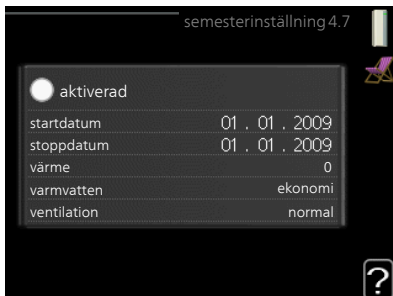 semesterinställning 4.7
aktiverad
startdatum 01 . 01 . 2009
stoppdatum 01 . 01 . 2009
värme 0
varmvatten ekonomi
ventilation normal
?